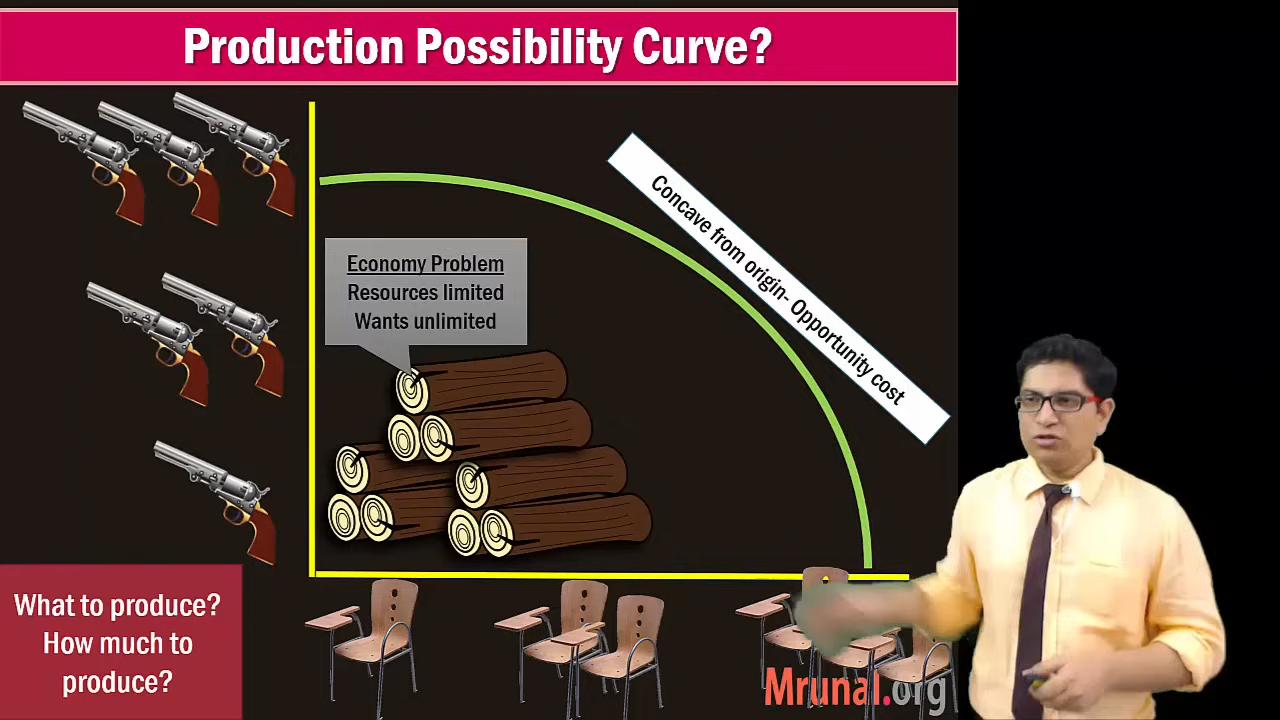 Production Possibility Curve?
Concave from origin- Opportunity cost
Economy Problem
Resources limited
Wants unlimited
What to produce?
How much to
produce?
Mrunal.org